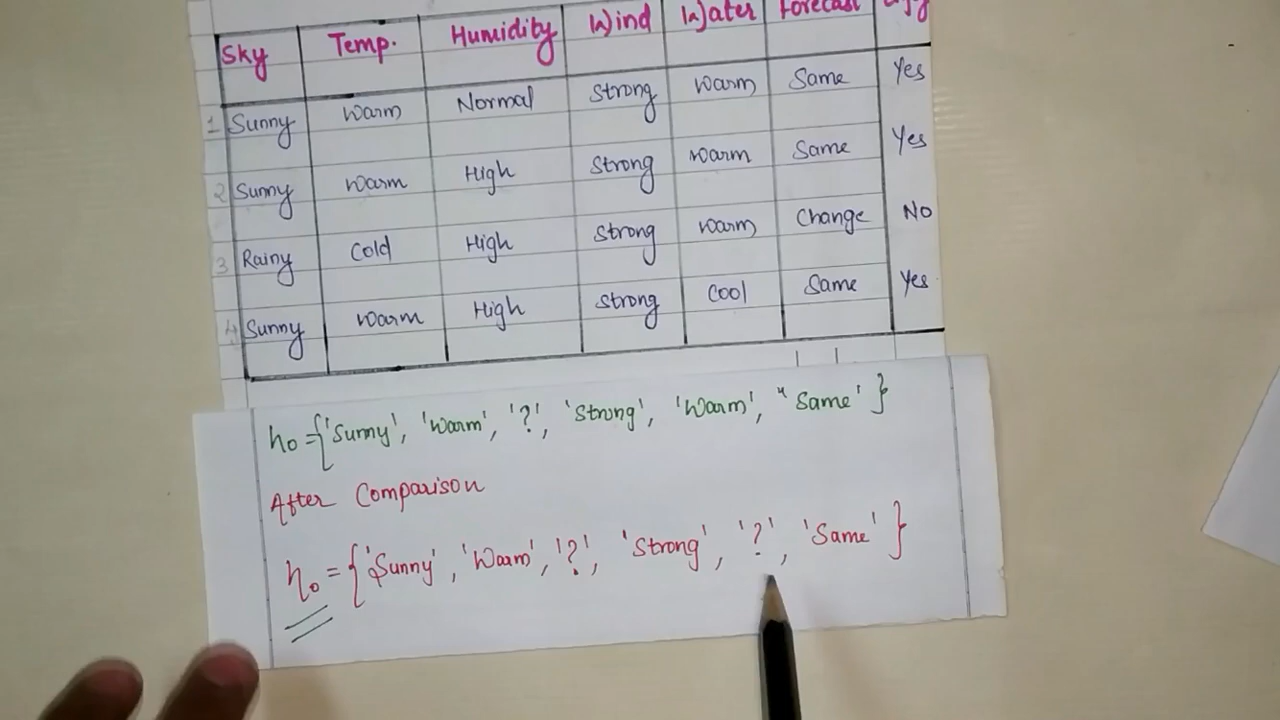 Sky Temp. Humidity Wind Water Forecast
1 Sunny Warm Normal Strong Warm Same Yes
2 Sunny Warm High Strong Warm Same Yes
3 Rainy Cold High Strong Warm Change No
4 Sunny Warm High Strong Cool Same Yes
h0 = {'Sunny', 'Warm', '?', 'Strong', 'Warm', "Same' }
After Comparison
h0 = {'Sunny', 'Warm', '?', 'Strong', '?', 'Same' }